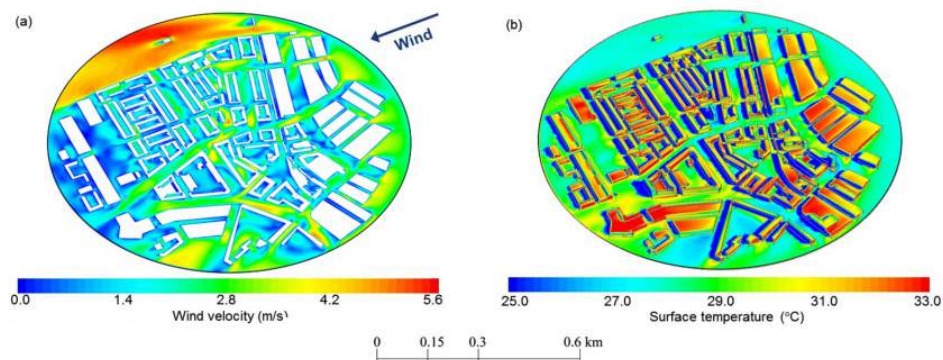 (a)
Wind
(b)
0.0 1.4 2.8 4.2 5.6
Wind velocity (m/s)
25.0 27.0 29.0 31.0 33.0
Surface temperature (°C)
0 0.15 0.3 0.6 km